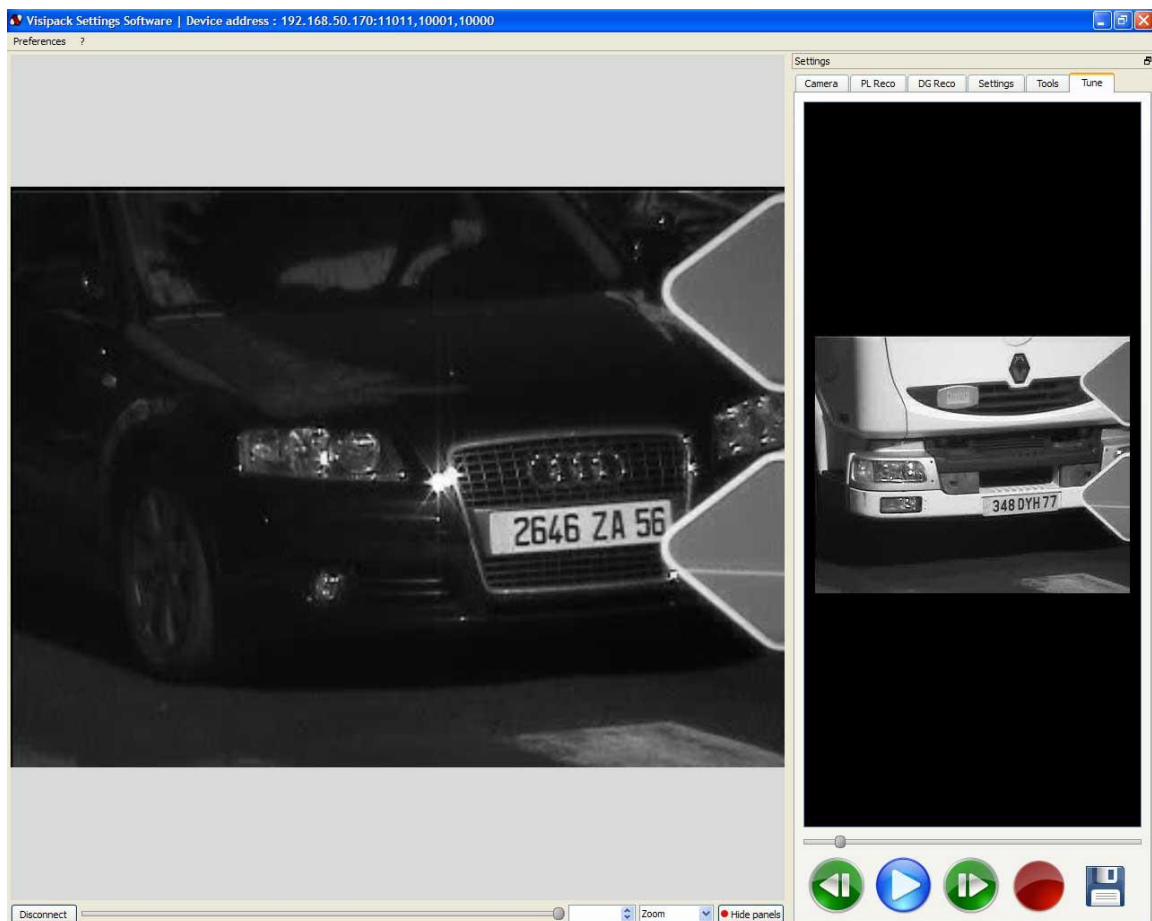 Visipack Settings Software | Device address : 192.168.50.170:11011,10001,10000
Preferences ?
Settings
Camera PL Reco DG Reco Settings Tools Tune
2646 ZA 56
348 DYH 77
Disconnect Zoom Hide panels